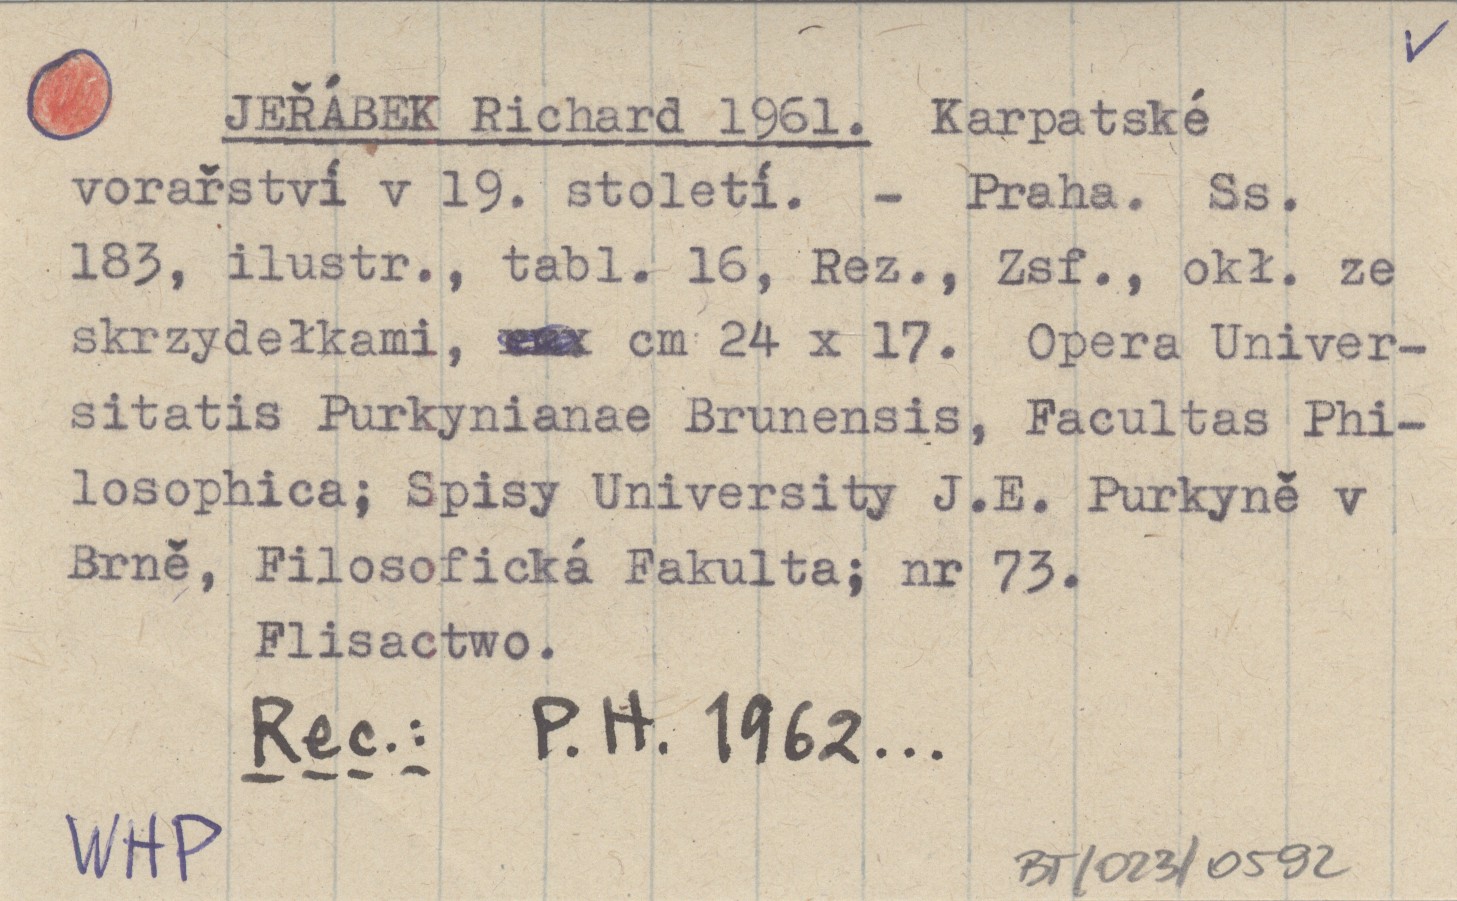 JEŘÁBEK Richard 1961. Karpatské
vorařství v 19. století. - Praha. Ss.
183, ilustr., tabl. 16, Rez., Zsf., okł. ze
skrzydełkami, cm 24 x 17. Opera Univer-
sitatis Purkynianae Brunensis, Facultas Phi-
losophica; Spisy University J.E. Purkyně v
Brně, Filosofická Fakulta; nr 73.
Flisactwo.
Rec.: P.H. 1962...
WHP
BT/023/0592